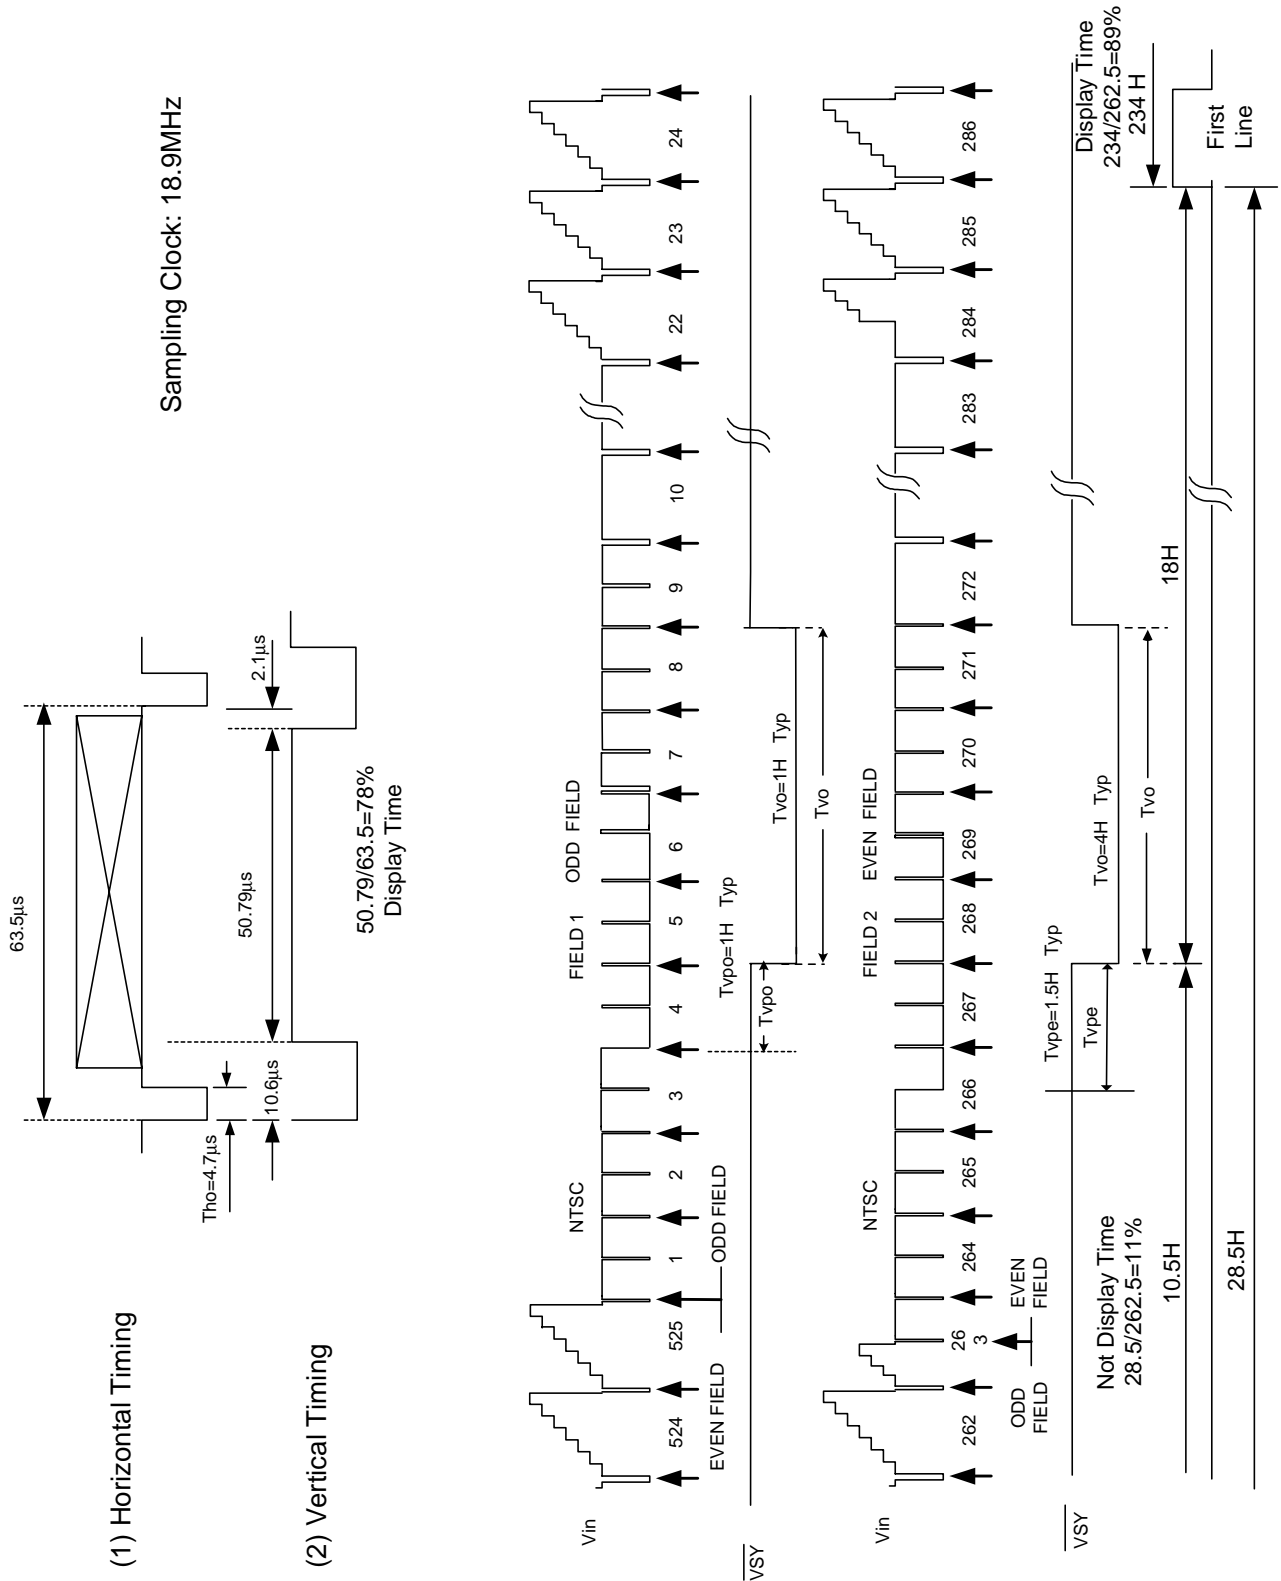 (1) Horizontal Timing
Sampling Clock: 18.9MHz
63.5µs
Tho=4.7µs
10.6µs
2.1µs
50.79µs
50.79/63.5=78%
Display Time
(2) Vertical Timing
NTSC
FIELD 1
ODD FIELD
Vin
524
525
1
2
3
4
5
6
7
8
9
10
22
23
24
EVEN FIELD
ODD FIELD
Tvpo=1H Typ
Tvpo
Tvo=1H Typ
Tvo
VSY
NTSC
FIELD 2
EVEN FIELD
Vin
262
26
3
264
265
266
267
268
269
270
271
272
283
284
285
286
ODD
FIELD
EVEN
FIELD
Tvpe=1.5H Typ
Tvpe
Tvo=4H Typ
Tvo
VSY
Not Display Time
28.5/262.5=11%
Display Time
234/262.5=89%
234 H
10.5H
18H
First
Line
28.5H